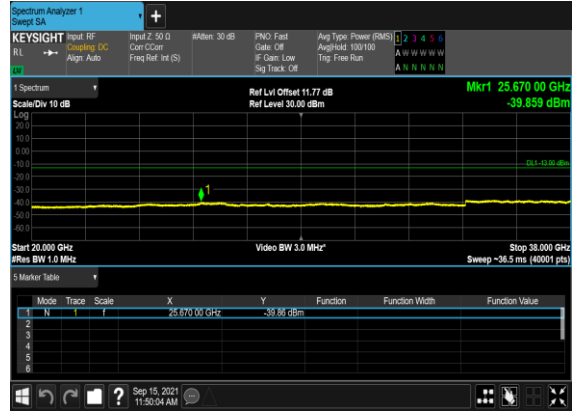 Spectrum Analyzer 1
Swept SA
KEYSIGHT Input: RF Input Z: 50 Ω #Atten: 30 dB PNO: Fast Avg Type: Power (RMS) 1 2 3 4 5 6
RL Coupling: DC Corr CCorr Gate: Off Avg|Hold: 100/100 A W W W W W
Align: Auto Freq Ref: Int (S) IF Gain: Low Trig: Free Run
LW Sig Track: Off A N N N N N
1 Spectrum Ref Lvl Offset 11.77 dB Mkr1 25.670 00 GHz
Scale/Div 10 dB Ref Level 30.00 dBm -39.859 dBm
Log
20.0
10.0
0.00
-10.0 DL1 -13.00 dBm
-20.0
-30.0 1
-40.0
-50.0
-60.0
Start 20.000 GHz Video BW 3.0 MHz* Stop 38.000 GHz
#Res BW 1.0 MHz Sweep ~36.5 ms (40001 pts)
5 Marker Table
Mode Trace Scale X Y Function Function Width Function Value
1 N 1 f 25.670 00 GHz -39.86 dBm
2
3
4
5
6
? Sep 15, 2021
11:50:04 AM